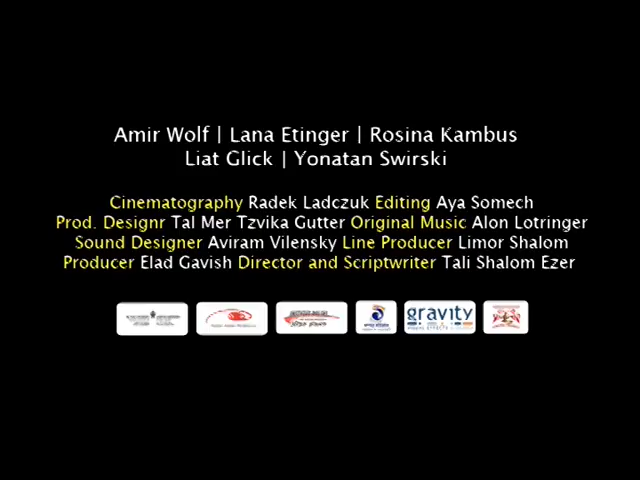 Amir Wolf | Lana Etinger | Rosina Kambus
Liat Glick | Yonatan Swirski
Cinematography Radek Ladczuk Editing Aya Somech
Prod. Designr Tal Mer Tzvika Gutter Original Music Alon Lotringer
Sound Designer Aviram Vilensky Line Producer Limor Shalom
Producer Elad Gavish Director and Scriptwriter Tali Shalom Ezer
gravity